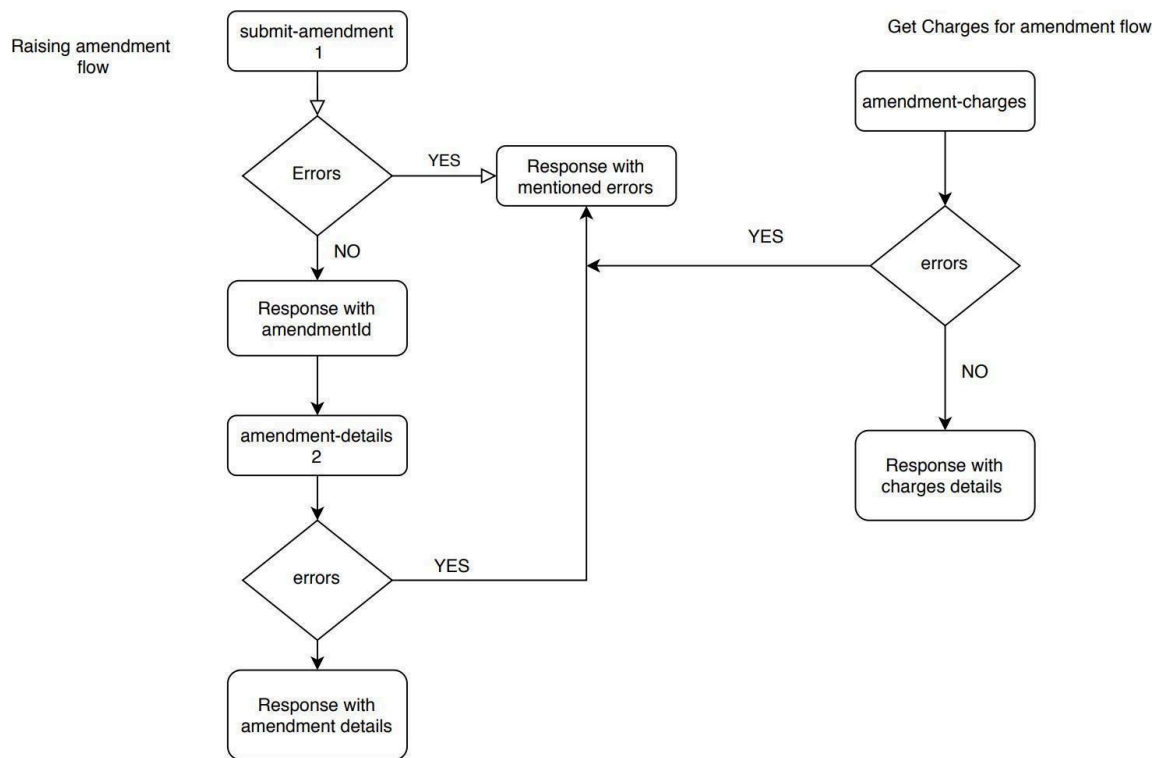 Raising amendment
flow
submit-amendment
1
Get Charges for amendment flow
amendment-charges
Errors
YES
Response with
mentioned errors
NO
YES
errors
Response with
amendmentId
NO
amendment-details
2
Response with
charges details
errors
YES
Response with
amendment details